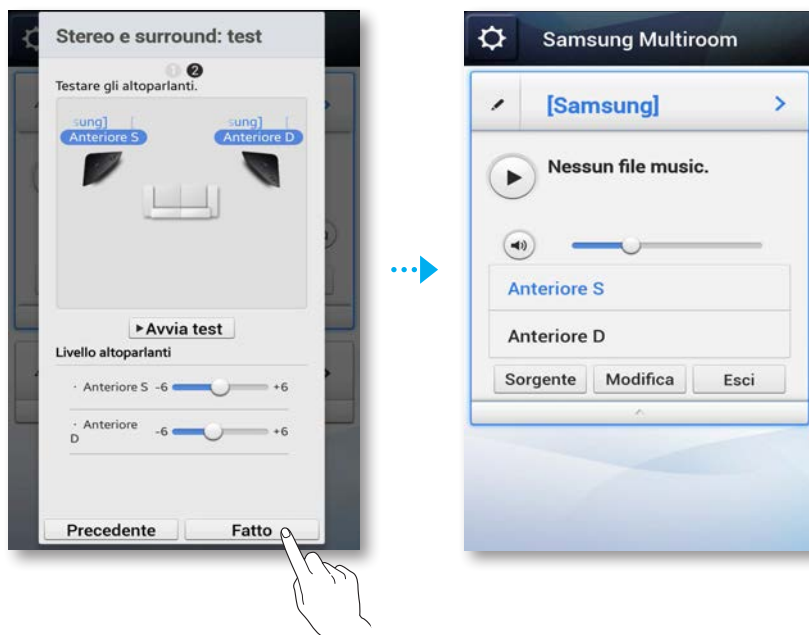 Stereo e surround: test
1 2
Testare gli altoparlanti.
sung] [
sung] [
Anteriore S
Anteriore D
Avvia test
Livello altoparlanti
· Anteriore S -6 +6
· Anteriore D -6 +6
Precedente
Fatto
Samsung Multiroom
[Samsung]
Nessun file music.
Anteriore S
Anteriore D
Sorgente
Modifica
Esci